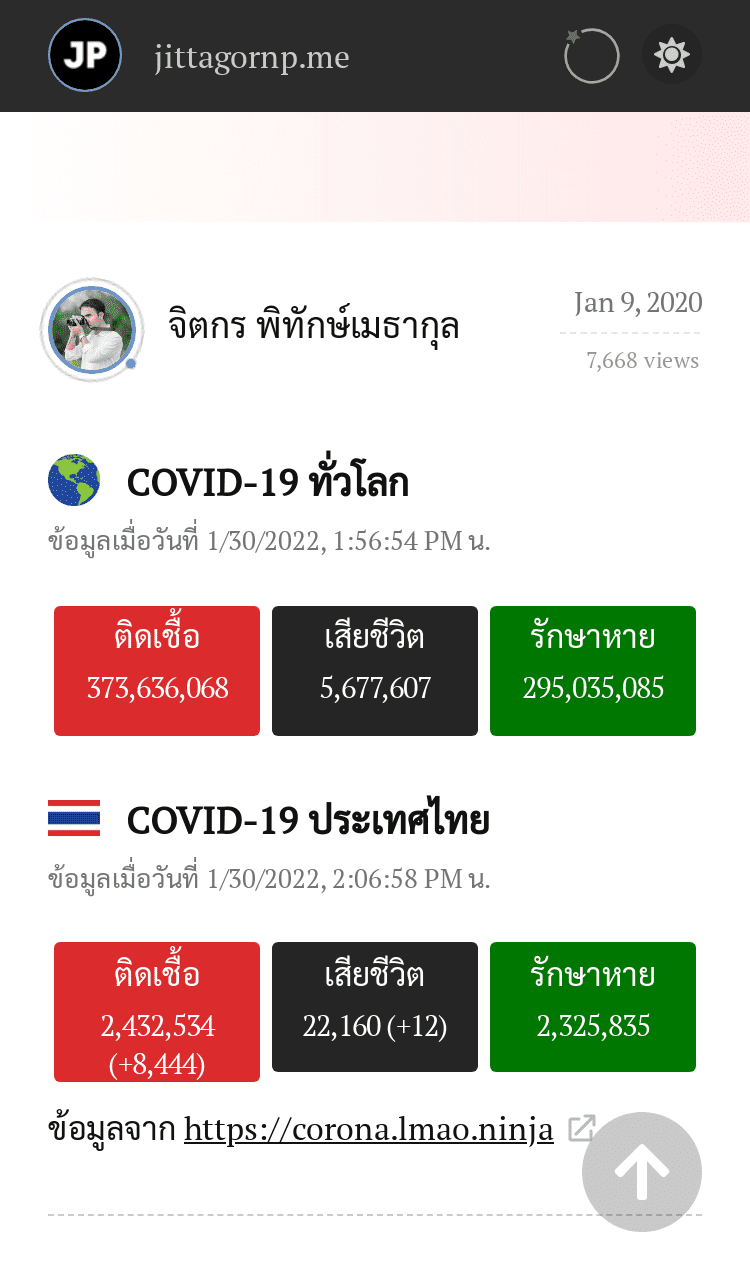 JP
jittagornp.me
จิตกร พิทักษ์เมธากุล
Jan 9, 2020
7,668 views
COVID-19 ทั่วโลก
ข้อมูลเมื่อวันที่ 1/30/2022, 1:56:54 PM น.
ติดเชื้อ
373,636,068
เสียชีวิต
5,677,607
รักษาหาย
295,035,085
COVID-19 ประเทศไทย
ข้อมูลเมื่อวันที่ 1/30/2022, 2:06:58 PM น.
ติดเชื้อ
2,432,534
(+8,444)
เสียชีวิต
22,160 (+12)
รักษาหาย
2,325,835
ข้อมูลจาก https://corona.lmao.ninja